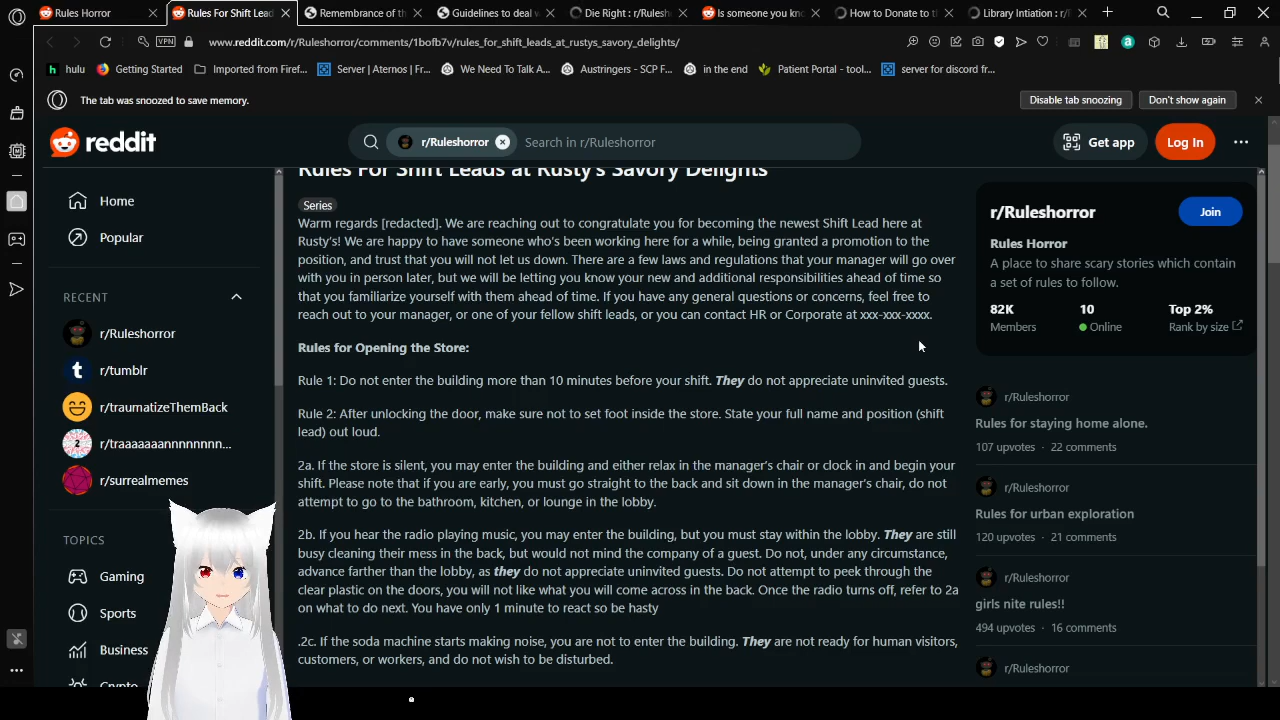 Rules Horror
Rules For Shift Lead
Remembrance of th
Guidelines to deal w
Die Right : r/Rulesh
Is someone you kno
How to Donate to t
Library Intiation : r/
VPN
www.reddit.com/r/Ruleshorror/comments/1bofb7v/rules_for_shift_leads_at_rustys_savory_delights/
hulu
Getting Started
Imported from Firef...
Server | Aternos | Fr...
We Need To Talk A...
Austringers - SCP F...
in the end
Patient Portal - tool...
server for discord fr...
The tab was snoozed to save memory.
Disable tab snoozing
Don't show again
reddit
r/Ruleshorror
Search in r/Ruleshorror
Get app
Log In
Home
Popular
RECENT
r/Ruleshorror
r/tumblr
r/traumatizeThemBack
r/traaaaaaannnnnnnn...
r/surrealmemes
TOPICS
Gaming
Sports
Business
Crypto
Rules For Shift Leads at Rusty's Savory Delights
Series
Warm regards [redacted]. We are reaching out to congratulate you for becoming the newest Shift Lead here at
Rusty's! We are happy to have someone who's been working here for a while, being granted a promotion to the
position, and trust that you will not let us down. There are a few laws and regulations that your manager will go over
with you in person later, but we will be letting you know your new and additional responsibilities ahead of time so
that you familiarize yourself with them ahead of time. If you have any general questions or concerns, feel free to
reach out to your manager, or one of your fellow shift leads, or you can contact HR or Corporate at xxx-xxx-xxxx.
Rules for Opening the Store:
Rule 1: Do not enter the building more than 10 minutes before your shift. They do not appreciate uninvited guests.
Rule 2: After unlocking the door, make sure not to set foot inside the store. State your full name and position (shift
lead) out loud.
2a. If the store is silent, you may enter the building and either relax in the manager's chair or clock in and begin your
shift. Please note that if you are early, you must go straight to the back and sit down in the manager's chair, do not
attempt to go to the bathroom, kitchen, or lounge in the lobby.
2b. If you hear the radio playing music, you may enter the building, but you must stay within the lobby. They are still
busy cleaning their mess in the back, but would not mind the company of a guest. Do not, under any circumstance,
advance farther than the lobby, as they do not appreciate uninvited guests. Do not attempt to peek through the
clear plastic on the doors, you will not like what you will come across in the back. Once the radio turns off, refer to 2a
on what to do next. You have only 1 minute to react so be hasty
.2c. If the soda machine starts making noise, you are not to enter the building. They are not ready for human visitors,
customers, or workers, and do not wish to be disturbed.
r/Ruleshorror
Join
Rules Horror
A place to share scary stories which contain
a set of rules to follow.
82K
10
Top 2%
Members
Online
Rank by size
r/Ruleshorror
Rules for staying home alone.
107 upvotes · 22 comments
r/Ruleshorror
Rules for urban exploration
120 upvotes · 21 comments
r/Ruleshorror
girls nite rules!!
494 upvotes · 16 comments
r/Ruleshorror